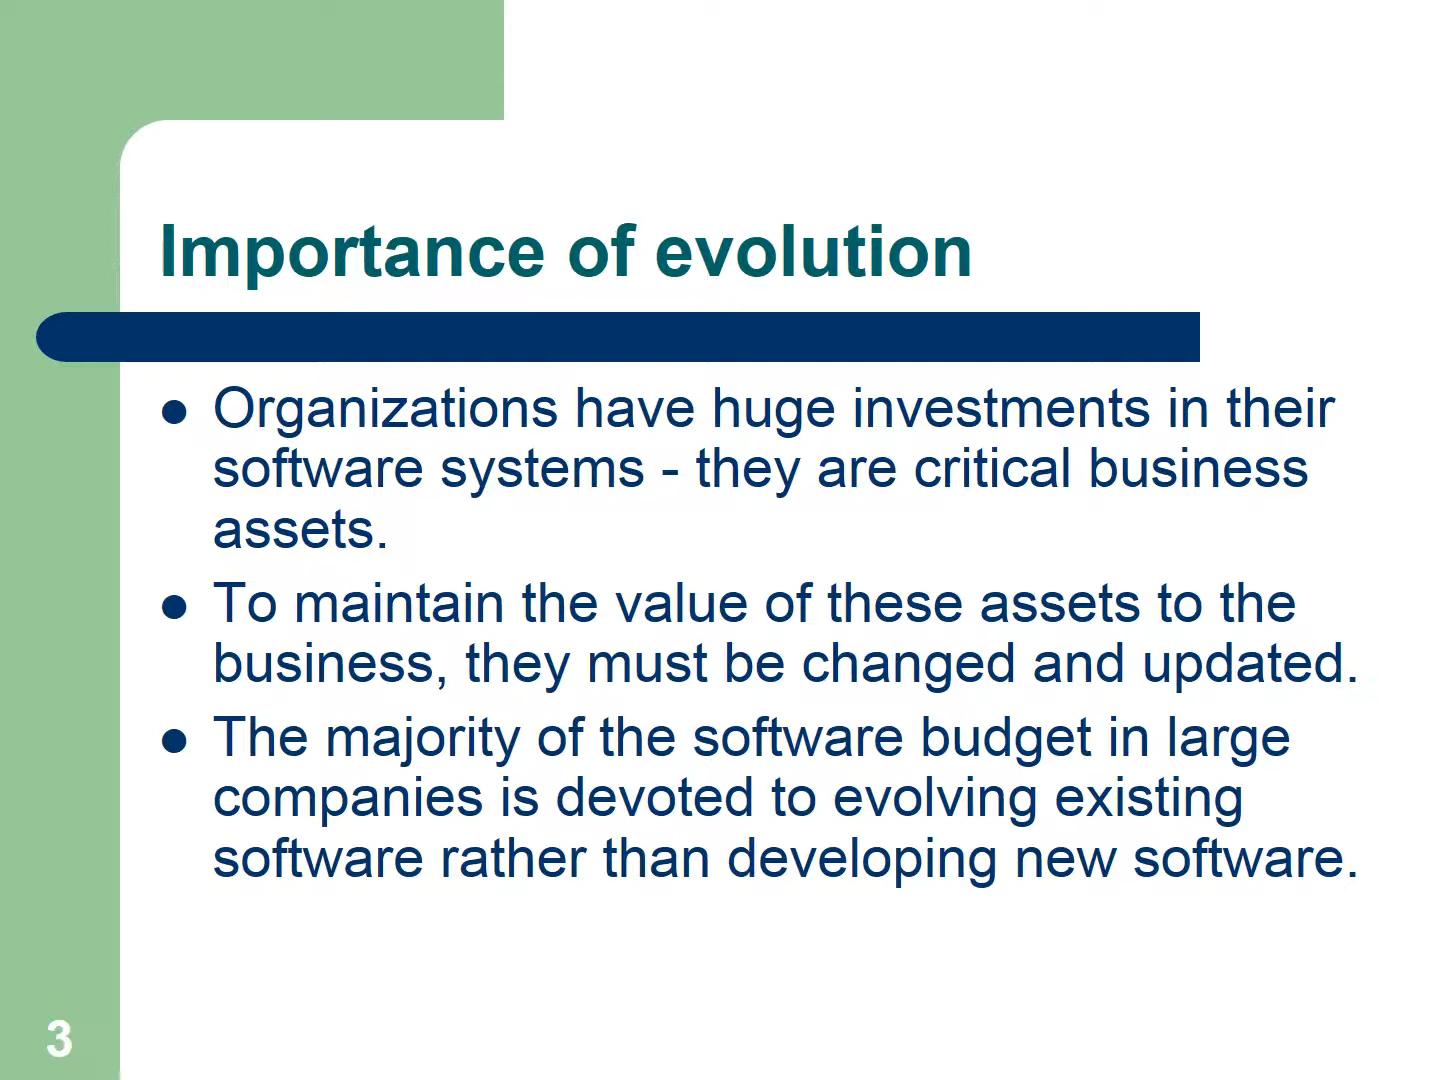 Importance of evolution
Organizations have huge investments in their
software systems - they are critical business
assets.
To maintain the value of these assets to the
business, they must be changed and updated.
The majority of the software budget in large
companies is devoted to evolving existing
software rather than developing new software.
3